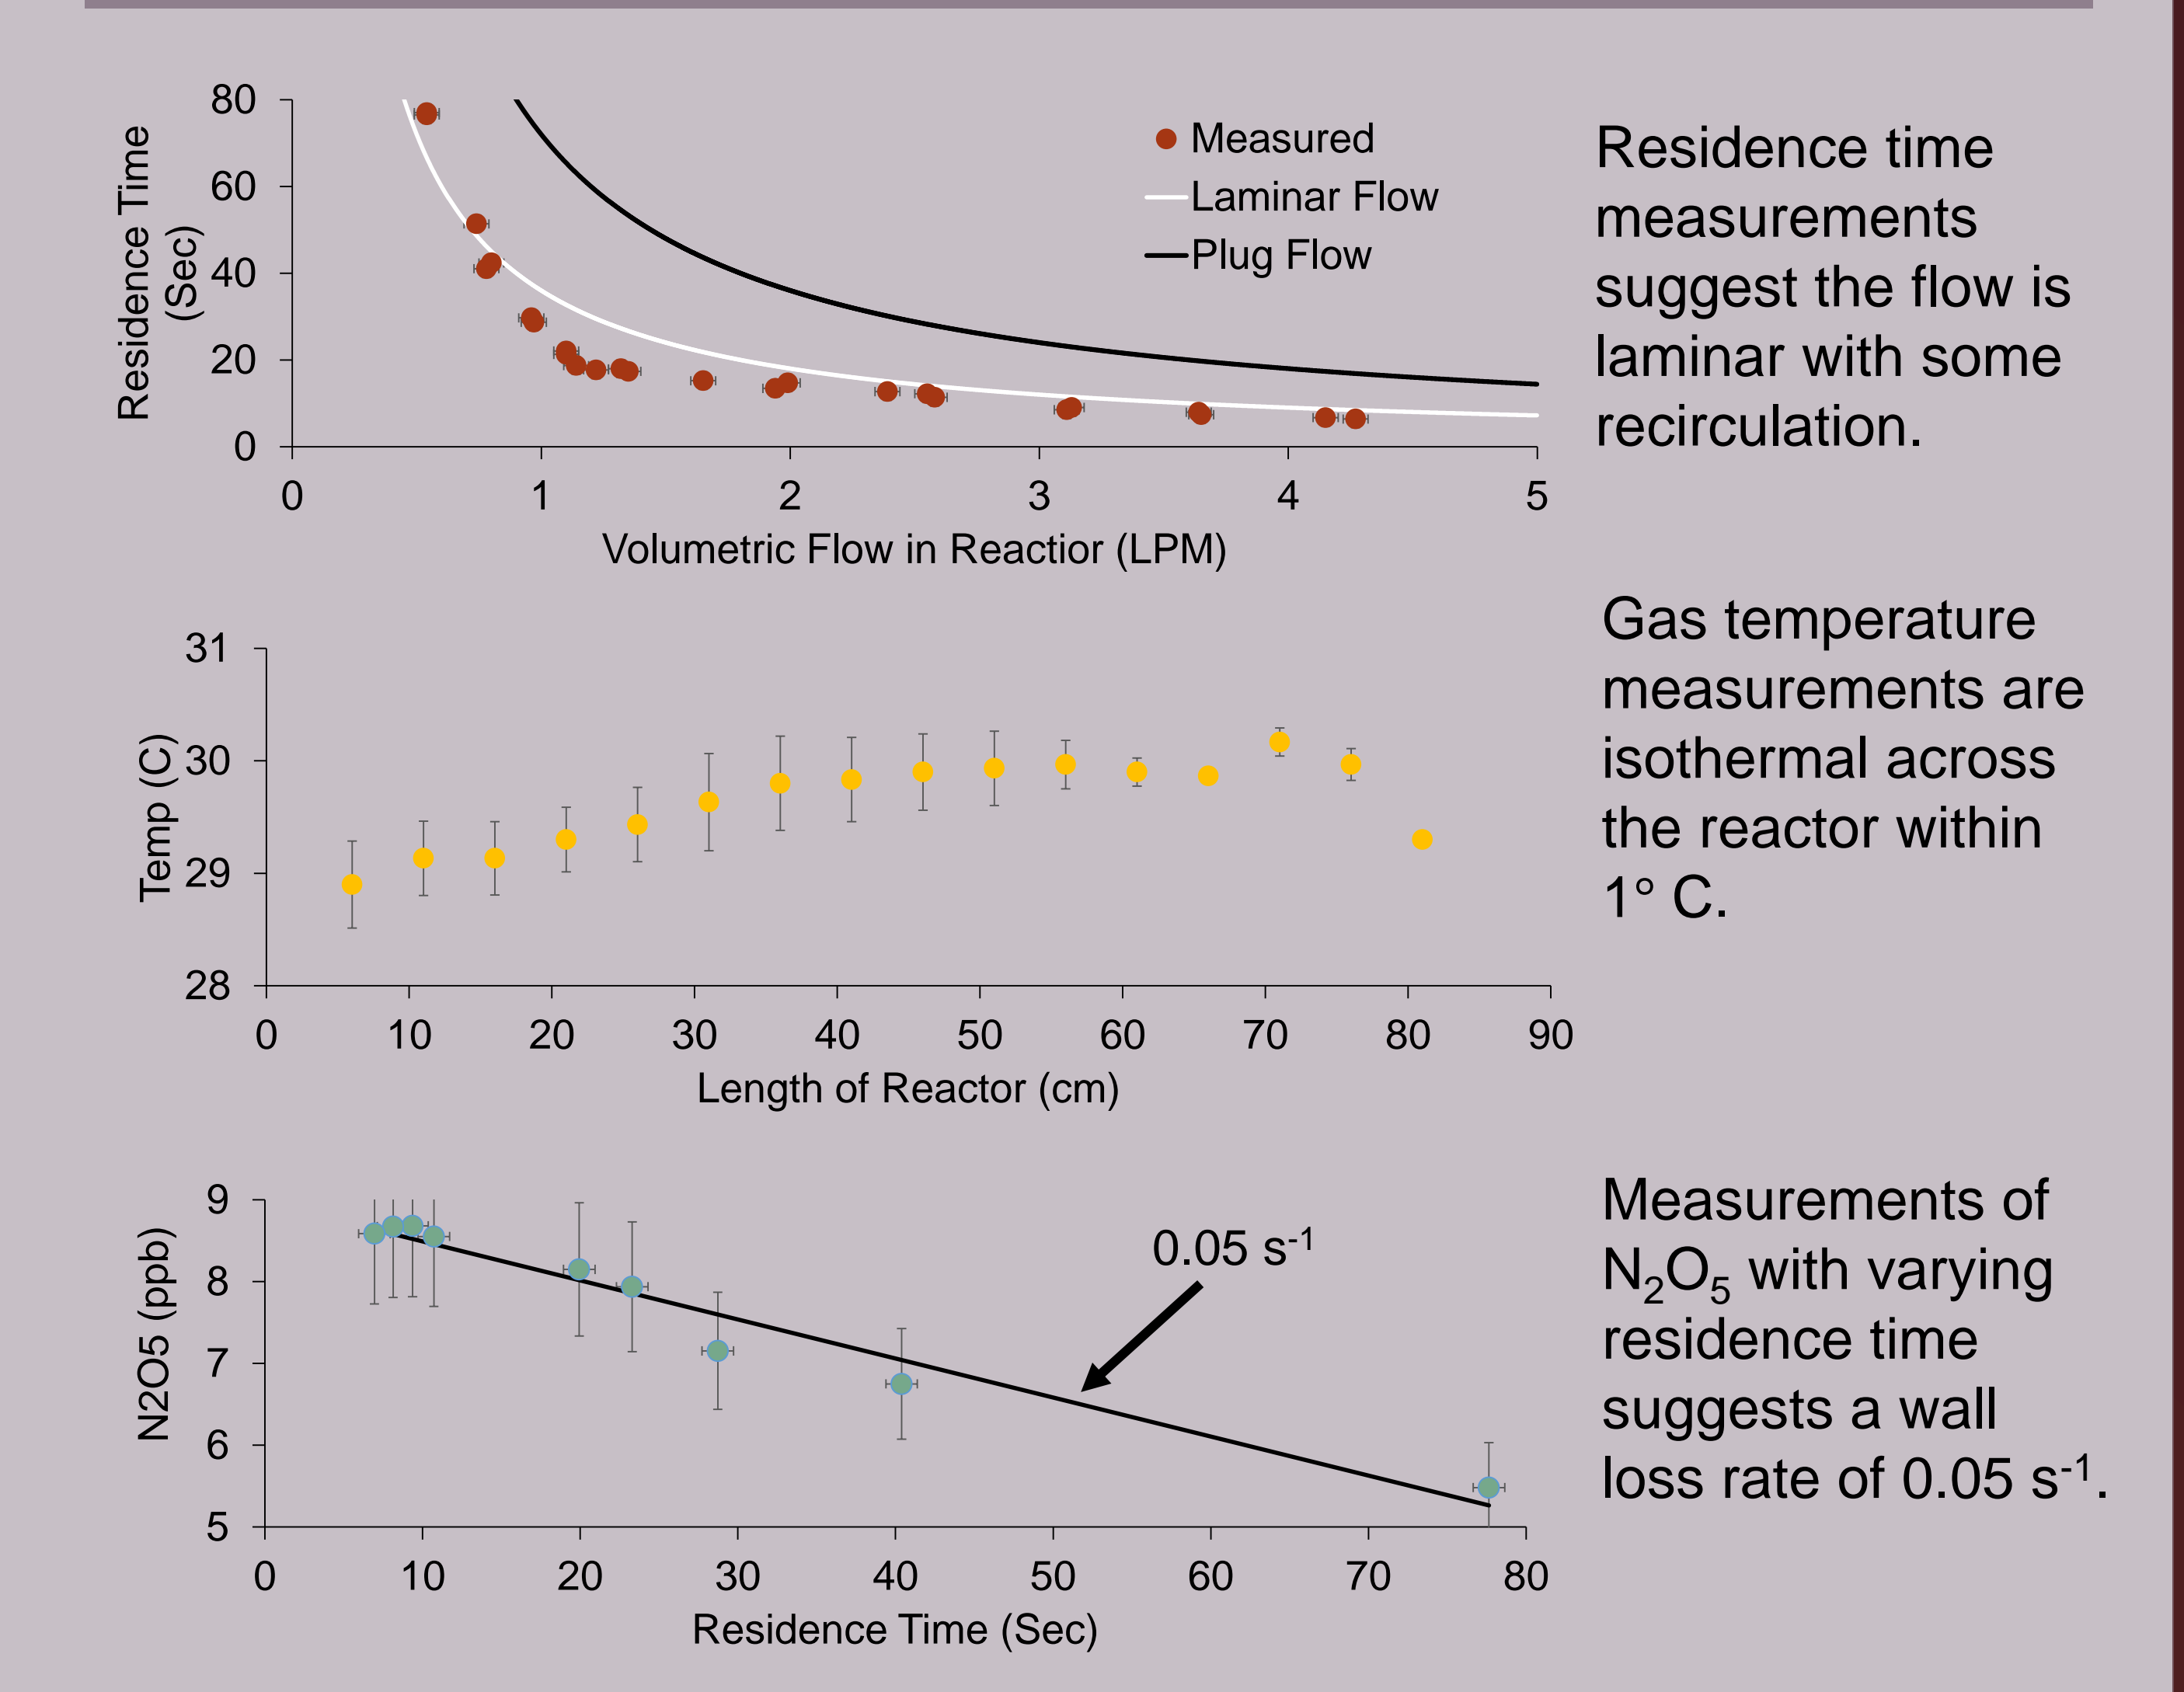 80
60
40
20
0
Residence Time
(Sec)
Measured
Laminar Flow
Plug Flow
0 1 2 3 4 5
Volumetric Flow in Reactior (LPM)
Residence time
measurements
suggest the flow is
laminar with some
recirculation.
31
30
29
28
Temp (C)
0 10 20 30 40 50 60 70 80 90
Length of Reactor (cm)
Gas temperature
measurements are
isothermal across
the reactor within
1° C.
9
8
7
6
5
N2O5 (ppb)
0.05 s⁻¹
0 10 20 30 40 50 60 70 80
Residence Time (Sec)
Measurements of
N₂O₅ with varying
residence time
suggests a wall
loss rate of 0.05 s⁻¹.